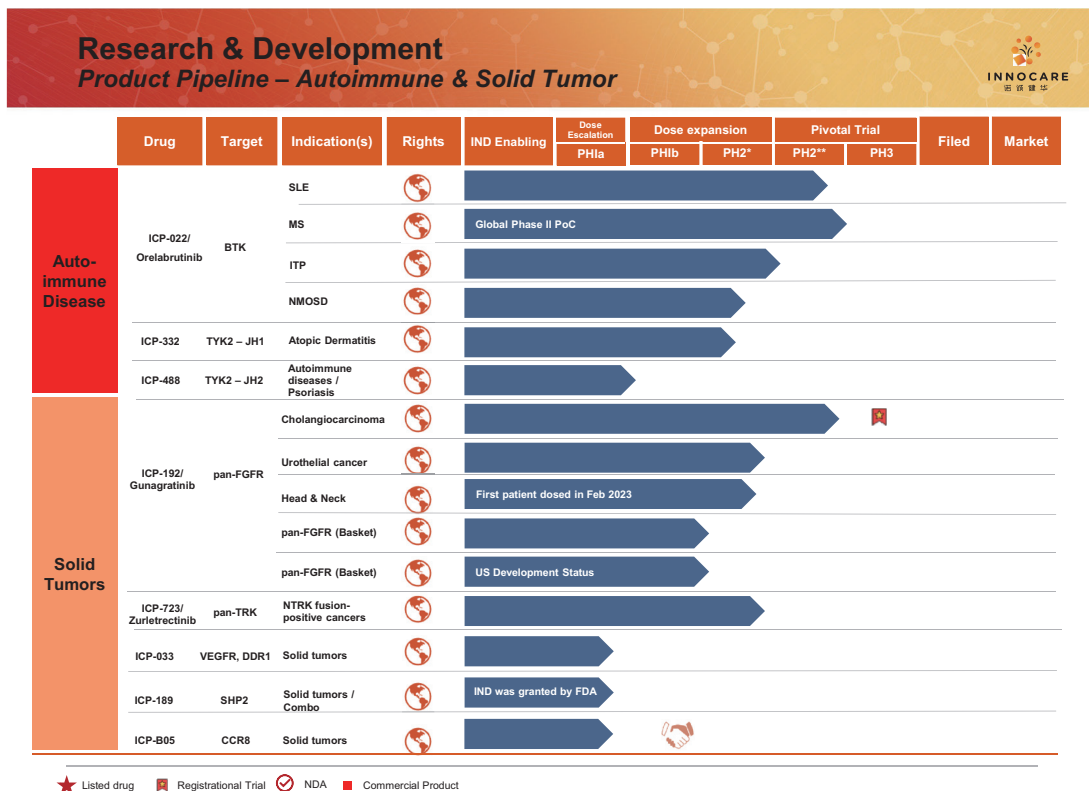 Research & Development
Product Pipeline – Autoimmune & Solid Tumor
INNOCARE
诺诚健华
Drug
Target
Indication(s)
Rights
IND Enabling
Dose
Escalation
PHIa
Dose expansion
PHIb
PH2*
Pivotal Trial
PH2**
PH3
Filed
Market
Auto-
immune
Disease
ICP-022/
Orelabrutinib
BTK
SLE
MS
Global Phase II PoC
ITP
NMOSD
ICP-332
TYK2 – JH1
Atopic Dermatitis
ICP-488
TYK2 – JH2
Autoimmune
diseases /
Psoriasis
Solid
Tumors
ICP-192/
Gunagratinib
pan-FGFR
Cholangiocarcinoma
Urothelial cancer
Head & Neck
First patient dosed in Feb 2023
pan-FGFR (Basket)
pan-FGFR (Basket)
US Development Status
ICP-723/
Zurletrectinib
pan-TRK
NTRK fusion-
positive cancers
ICP-033
VEGFR, DDR1
Solid tumors
ICP-189
SHP2
Solid tumors /
Combo
IND was granted by FDA
ICP-B05
CCR8
Solid tumors
Listed drug
Registrational Trial
NDA
Commercial Product